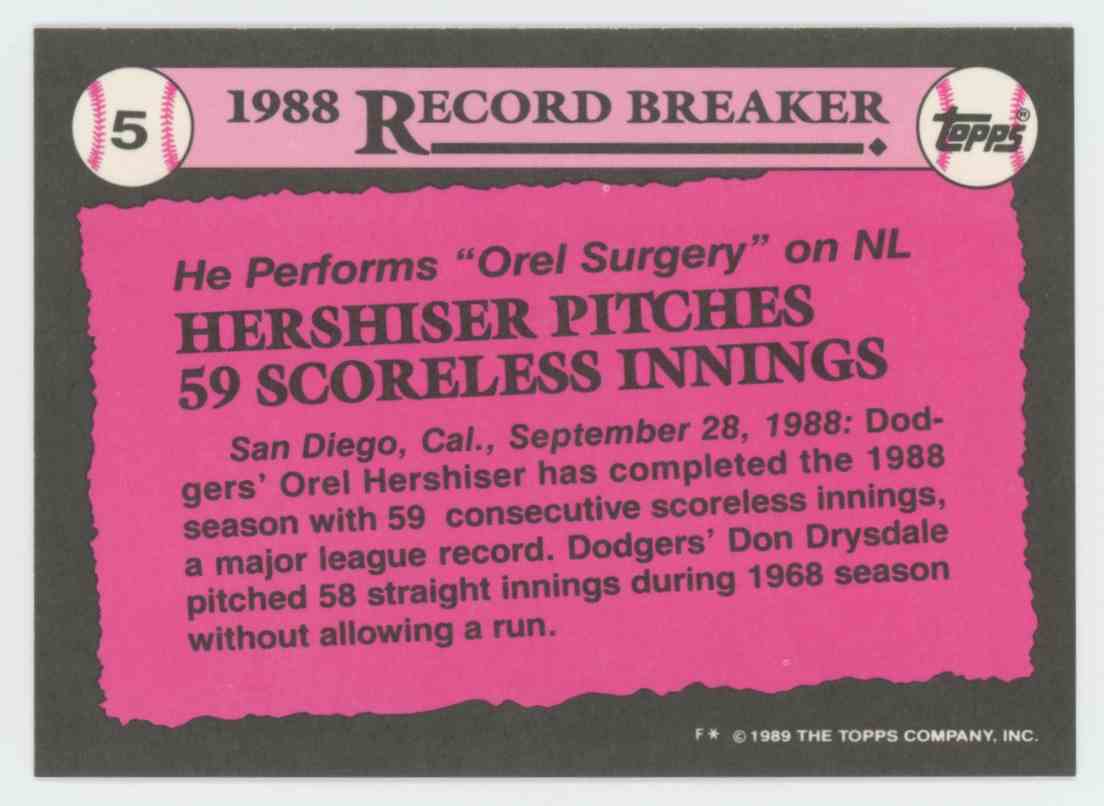 5
1988 RECORD BREAKER
topps®
He Performs “Orel Surgery” on NL
HERSHISER PITCHES
59 SCORELESS INNINGS
San Diego, Cal., September 28, 1988: Dod-
gers’ Orel Hershiser has completed the 1988
season with 59 consecutive scoreless innings,
a major league record. Dodgers’ Don Drysdale
pitched 58 straight innings during 1968 season
without allowing a run.
F* ©1989 THE TOPPS COMPANY, INC.